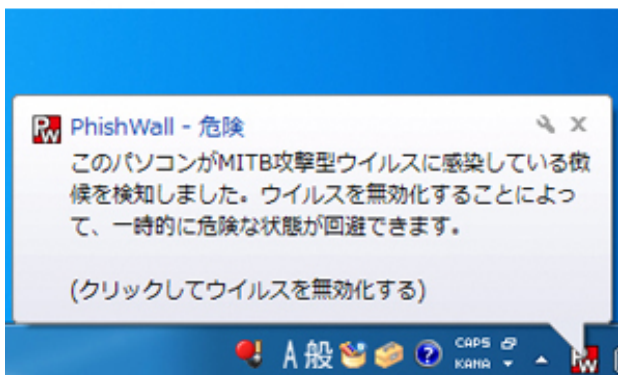 PhishWall - 危険
このパソコンがMITB攻撃型ウイルスに感染している徴
候を検知しました。ウイルスを無効化することによっ
て、一時的に危険な状態が回避できます。
(クリックしてウイルスを無効化する)
A 般 ? CAPS
KANA
PW